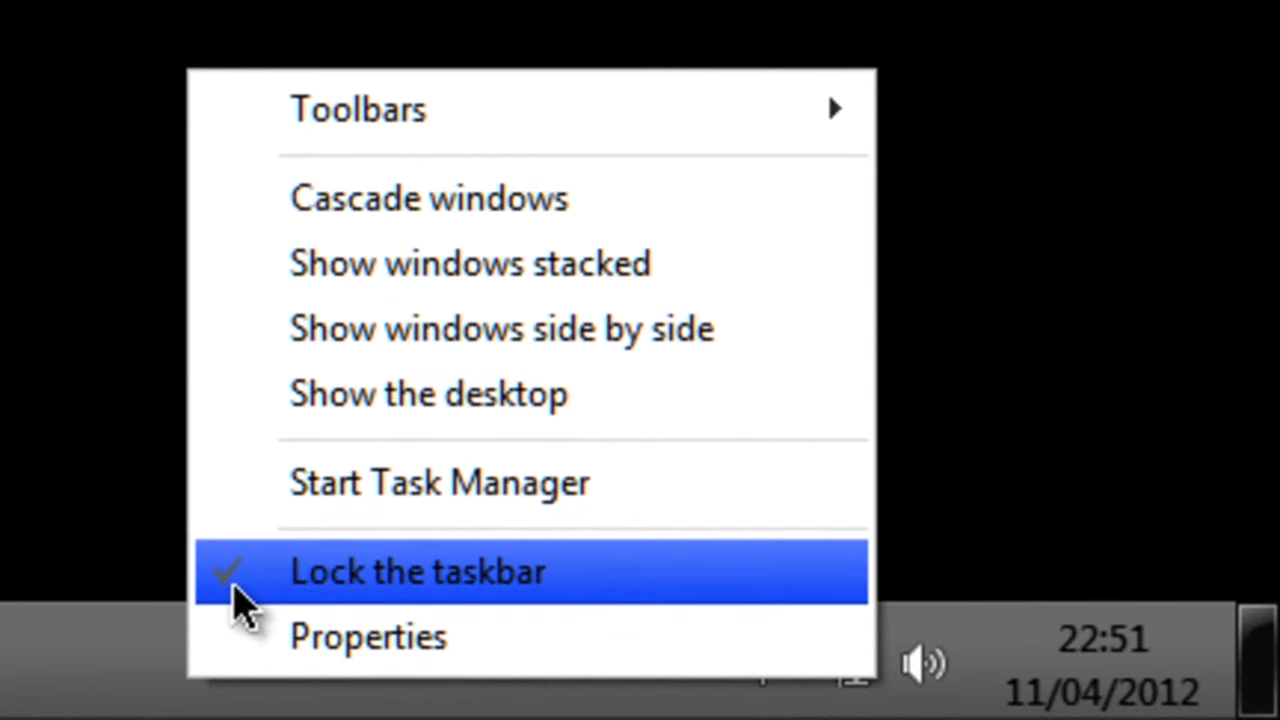 Toolbars
Cascade windows
Show windows stacked
Show windows side by side
Show the desktop
Start Task Manager
Lock the taskbar
Properties
22:51
11/04/2012